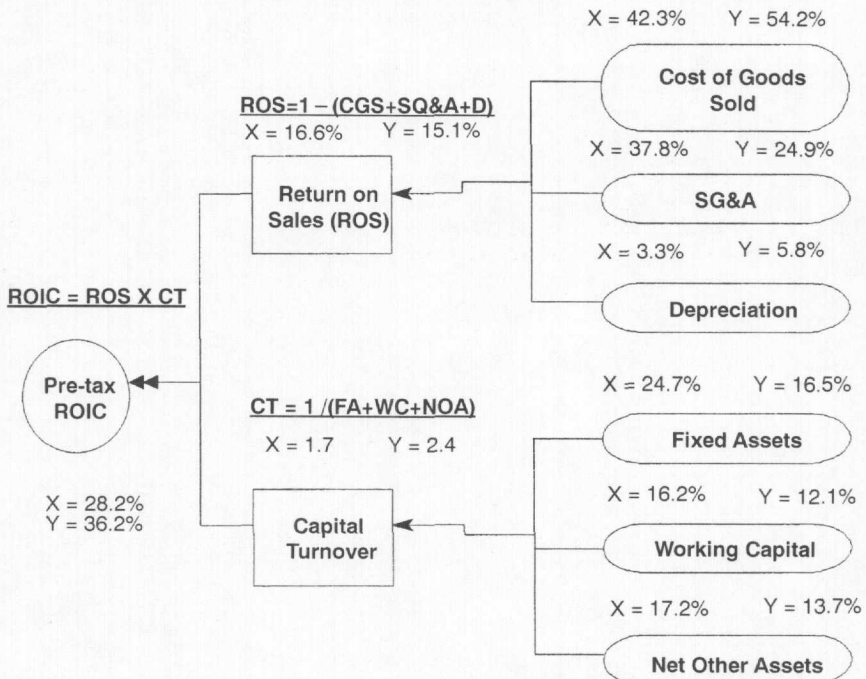 X = 42.3% Y = 54.2%
Cost of Goods
Sold
ROS=1 – (CGS+SQ&A+D)
X = 16.6% Y = 15.1%
X = 37.8% Y = 24.9%
Return on
Sales (ROS)
SG&A
X = 3.3% Y = 5.8%
ROIC = ROS X CT
Depreciation
Pre-tax
ROIC
X = 24.7% Y = 16.5%
CT = 1 /(FA+WC+NOA)
X = 1.7 Y = 2.4
Fixed Assets
X = 16.2% Y = 12.1%
X = 28.2%
Y = 36.2%
Capital
Turnover
Working Capital
X = 17.2% Y = 13.7%
Net Other Assets